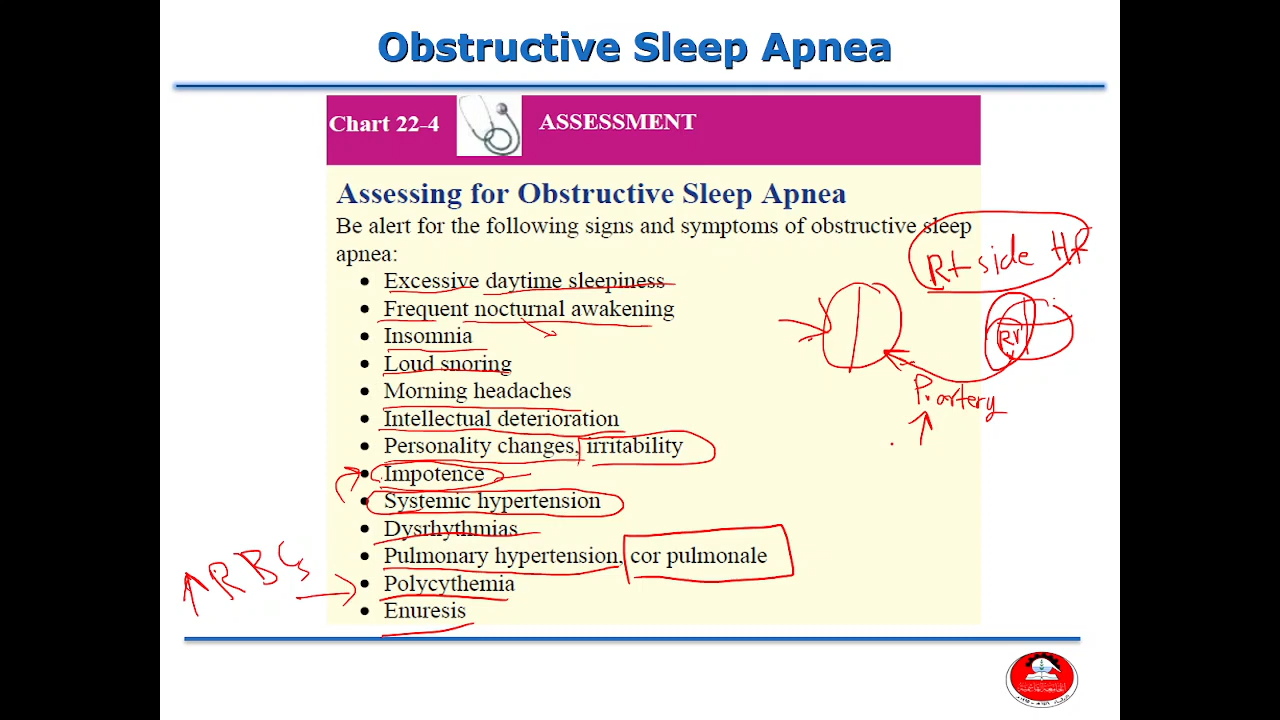 Obstructive Sleep Apnea
Chart 22-4 ASSESSMENT
Assessing for Obstructive Sleep Apnea
Be alert for the following signs and symptoms of obstructive sleep
apnea:
• Excessive daytime sleepiness
• Frequent nocturnal awakening
• Insomnia
• Loud snoring
• Morning headaches
• Intellectual deterioration
• Personality changes, irritability
• Impotence
• Systemic hypertension
• Dysrhythmias
• Pulmonary hypertension, cor pulmonale
• Polycythemia
• Enuresis
Rt side HF
P. artery
↑RBCs